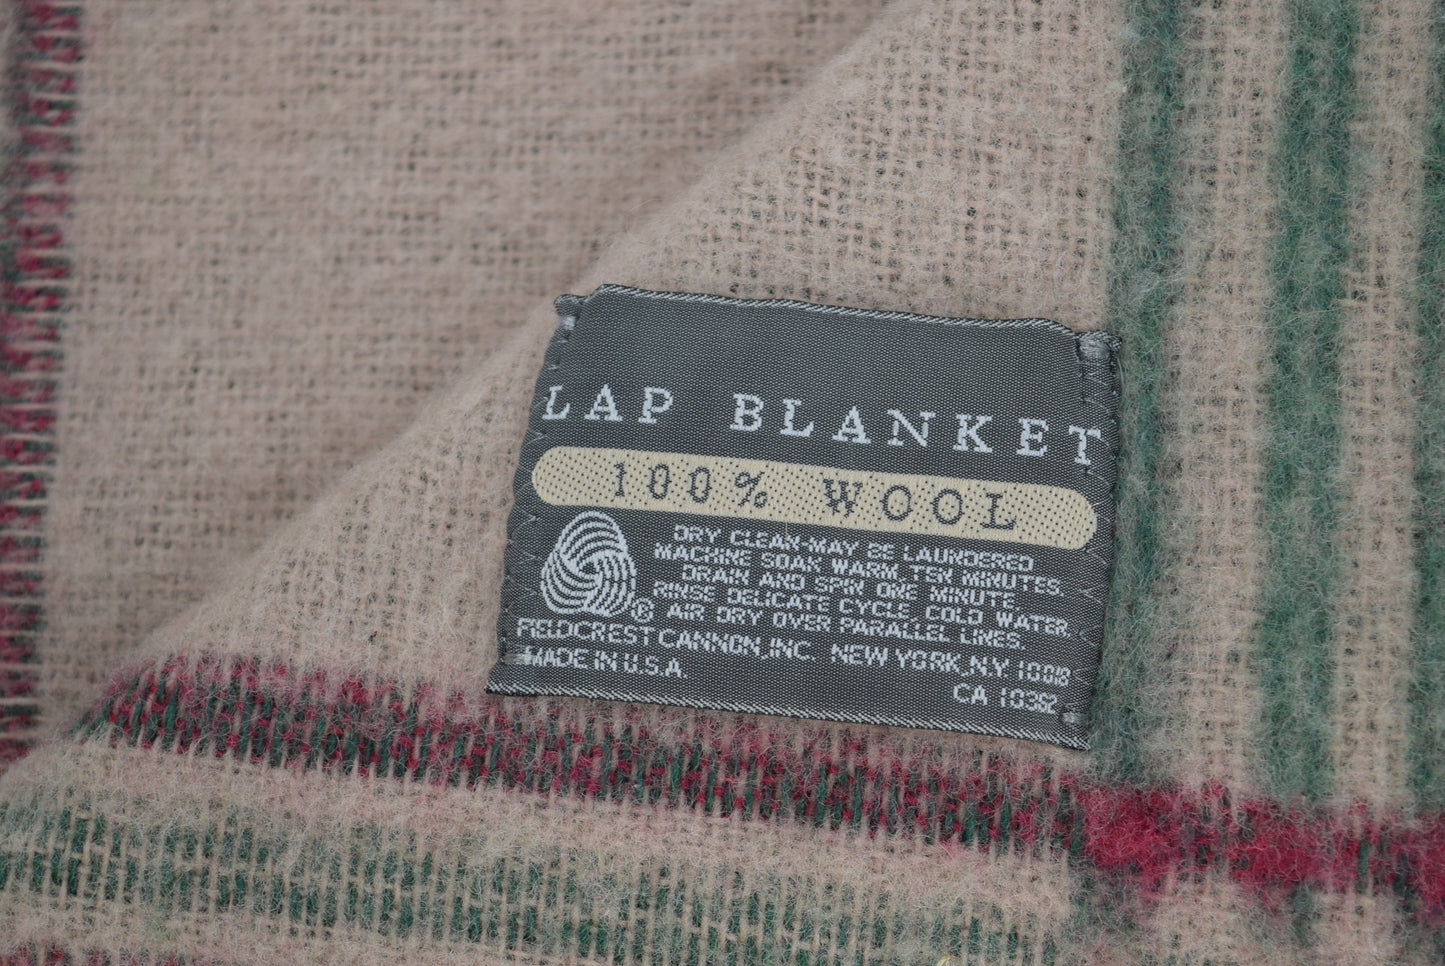 LAP BLANKET
100% WOOL
DRY CLEAN-MAY BE LAUNDERED
MACHINE SOAK WARM, TEN MINUTES.
DRAIN AND SPIN ONE MINUTE.
RINSE DELICATE CYCLE COLD WATER.
® AIR DRY OVER PARALLEL LINES.
FIELDCREST CANNON, INC. NEW YORK, N.Y. 10018
MADE IN U.S.A.
CA 10362